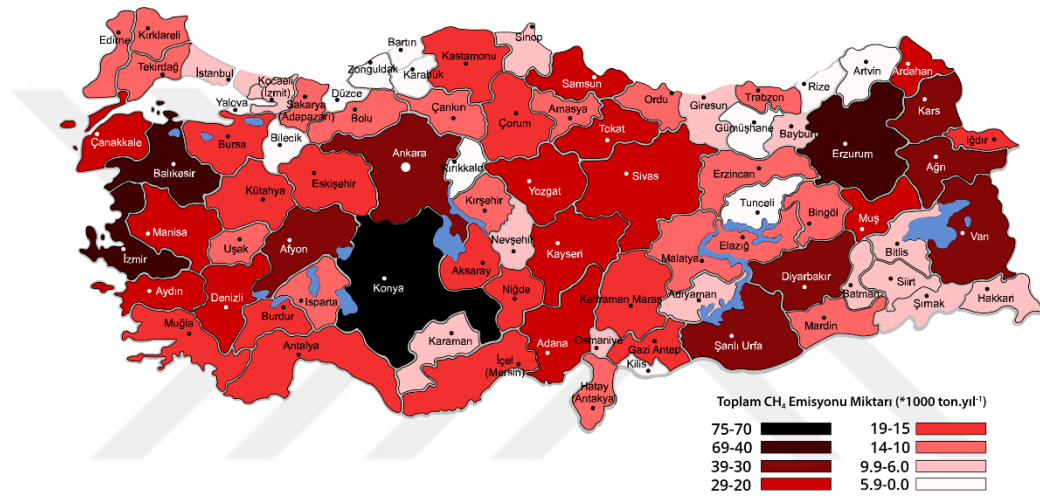 Edirne
Kırklareli
Tekirdağ
İstanbul
Kocaeli
(İzmit)
Yalova
Sakarya
(Adapazarı)
Düzce
Zonguldak
Bartın
Karabük
Kastamonu
Sinop
Samsun
Ordu
Giresun
Trabzon
Rize
Artvin
Ardahan
Kars
Iğdır
Ağrı
Erzurum
Bayburt
Gümüşhane
Çanakkale
Balıkesir
Bursa
Bilecik
Bolu
Çankırı
Çorum
Amasya
Tokat
Sivas
Erzincan
Tunceli
Bingöl
Muş
Bitlis
Van
Ankara
Kırıkkale
Yozgat
Eskişehir
Kütahya
Manisa
Uşak
Afyon
İzmir
Aydın
Denizli
Isparta
Burdur
Muğla
Antalya
Konya
Kırşehir
Nevşehir
Aksaray
Niğde
Kayseri
Karaman
İçel
(Mersin)
Adana
Osmaniye
Hatay
(Antakya)
Kahraman Maraş
Gazi Antep
Kilis
Malatya
Elazığ
Adıyaman
Şanlı Urfa
Diyarbakır
Mardin
Batman
Siirt
Şırnak
Hakkari
Toplam CH₄ Emisyonu Miktarı (*1000 ton.yıl⁻¹)
75-70
69-40
39-30
29-20
19-15
14-10
9.9-6.0
5.9-0.0